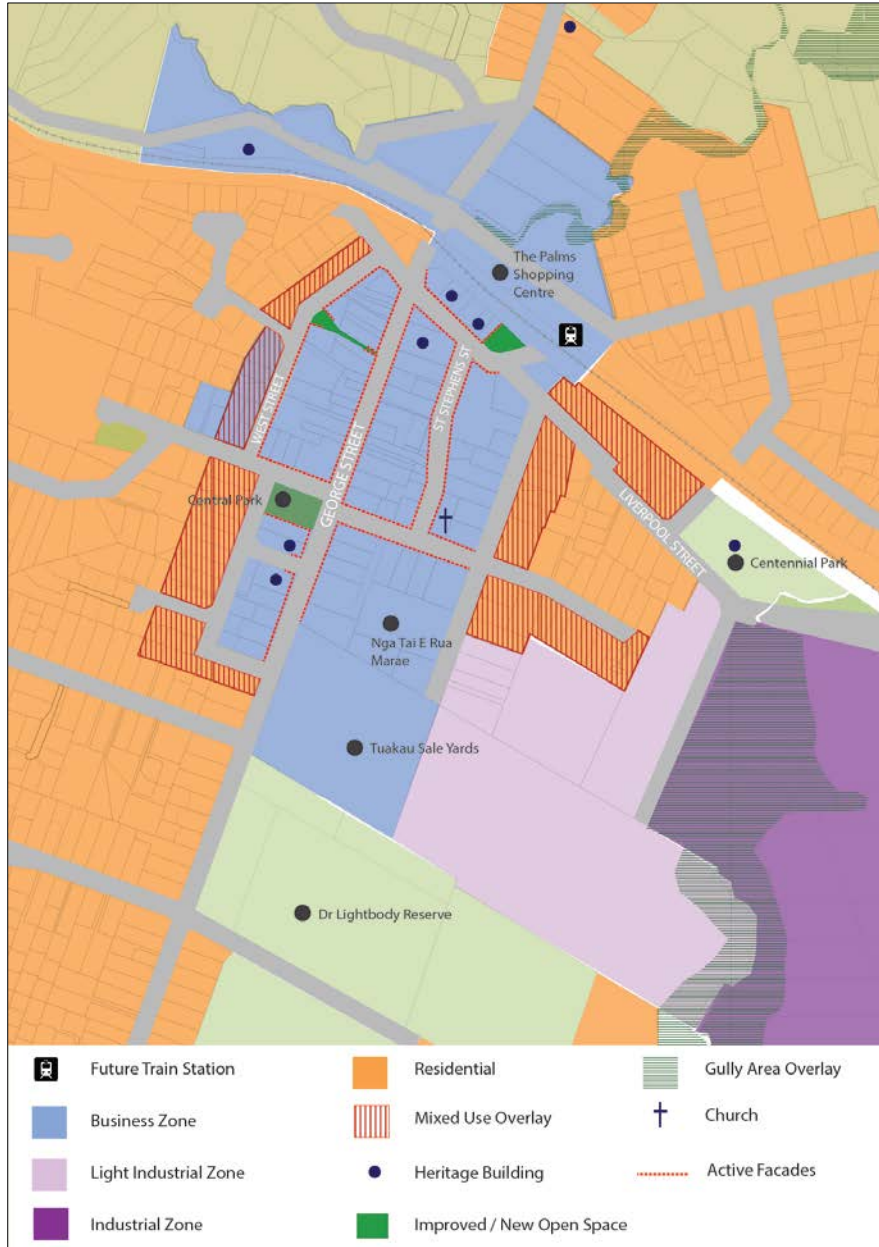 The Palms
Shopping
Centre
WEST STREET
GEORGE STREET
ST STEPHENS ST
LIVERPOOL STREET
Central Park
Centennial Park
Nga Tai E Rua
Marae
Tuakau Sale Yards
Dr Lightbody Reserve
Future Train Station
Residential
Gully Area Overlay
Business Zone
Mixed Use Overlay
Church
Light Industrial Zone
Heritage Building
Active Facades
Industrial Zone
Improved / New Open Space